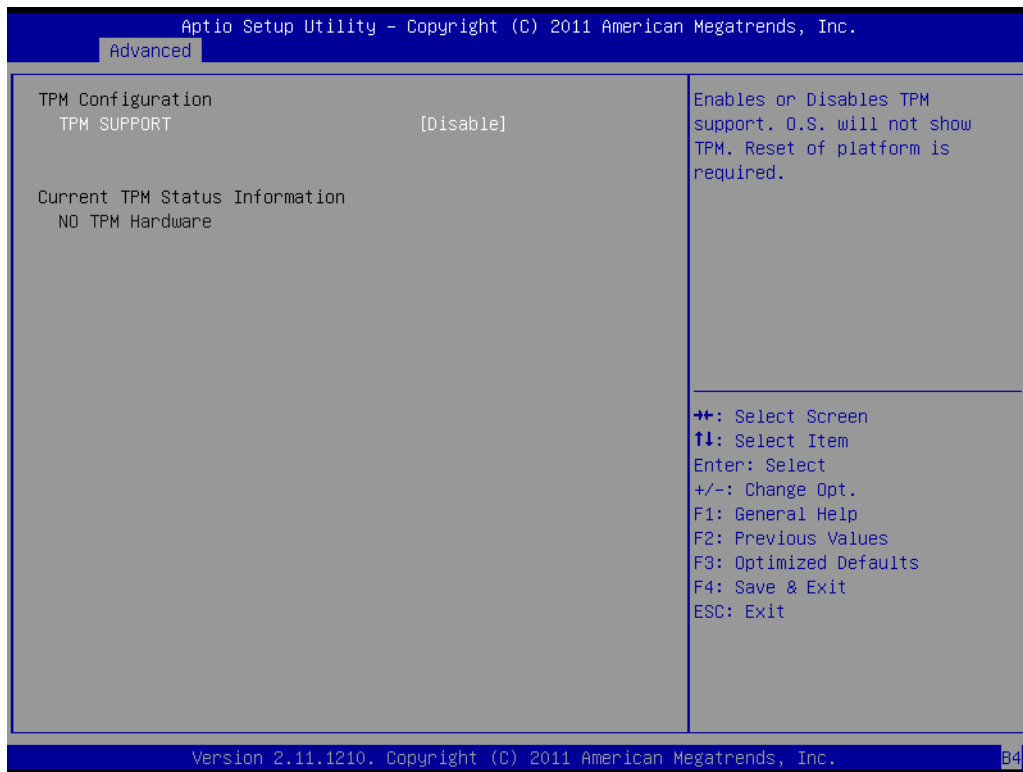 Aptio Setup Utility – Copyright (C) 2011 American Megatrends, Inc.
Advanced
TPM Configuration
TPM SUPPORT [Disable]
Current TPM Status Information
NO TPM Hardware
Enables or Disables TPM
support. O.S. will not show
TPM. Reset of platform is
required.
→←: Select Screen
↑↓: Select Item
Enter: Select
+/-: Change Opt.
F1: General Help
F2: Previous Values
F3: Optimized Defaults
F4: Save & Exit
ESC: Exit
Version 2.11.1210. Copyright (C) 2011 American Megatrends, Inc.
B4